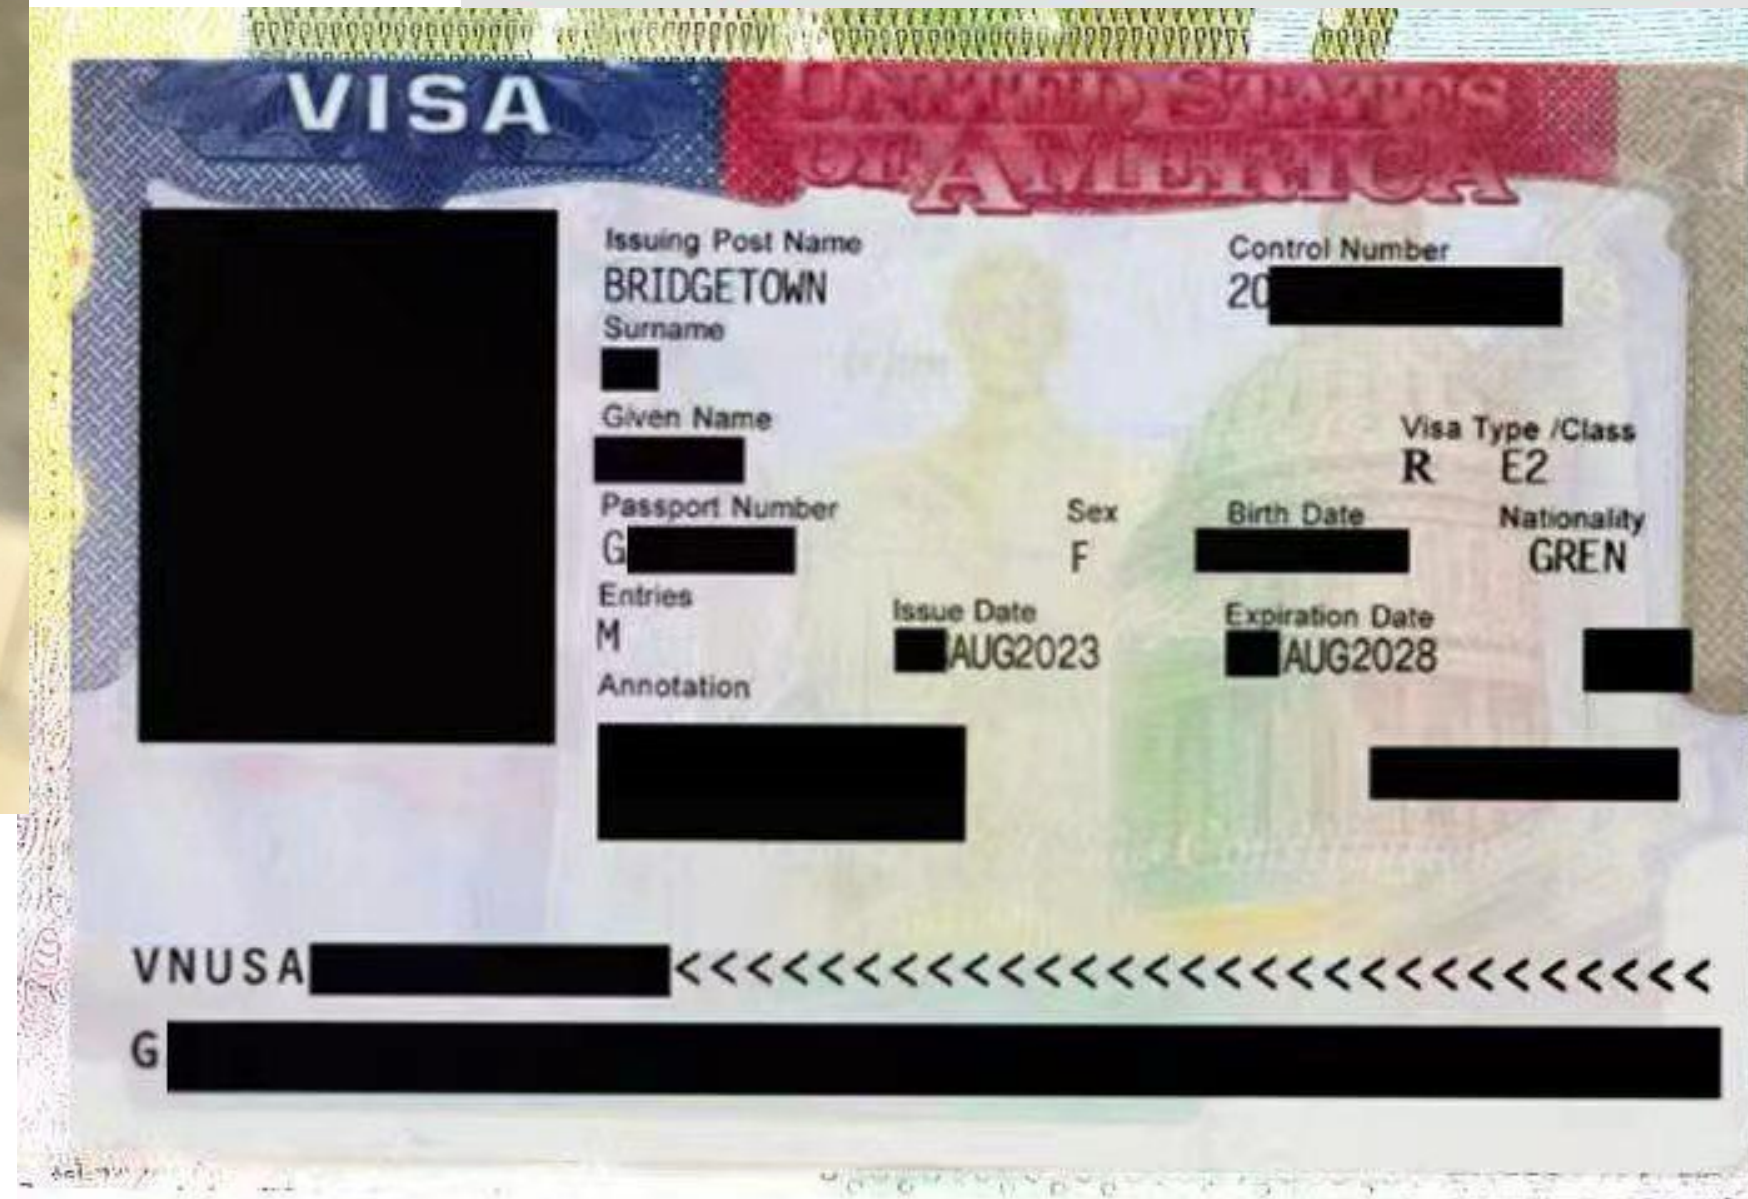 VISA
UNITED STATES
OF AMERICA
Issuing Post Name
BRIDGETOWN
Control Number
20
Surname
Given Name
Visa Type /Class
R E2
Passport Number
G
Sex
F
Birth Date
Nationality
GREN
Entries
M
Issue Date
AUG2023
Expiration Date
AUG2028
Annotation
VNUSA<<<<<<<<<<<<<<<<<<<<<<<<<<<<<
G